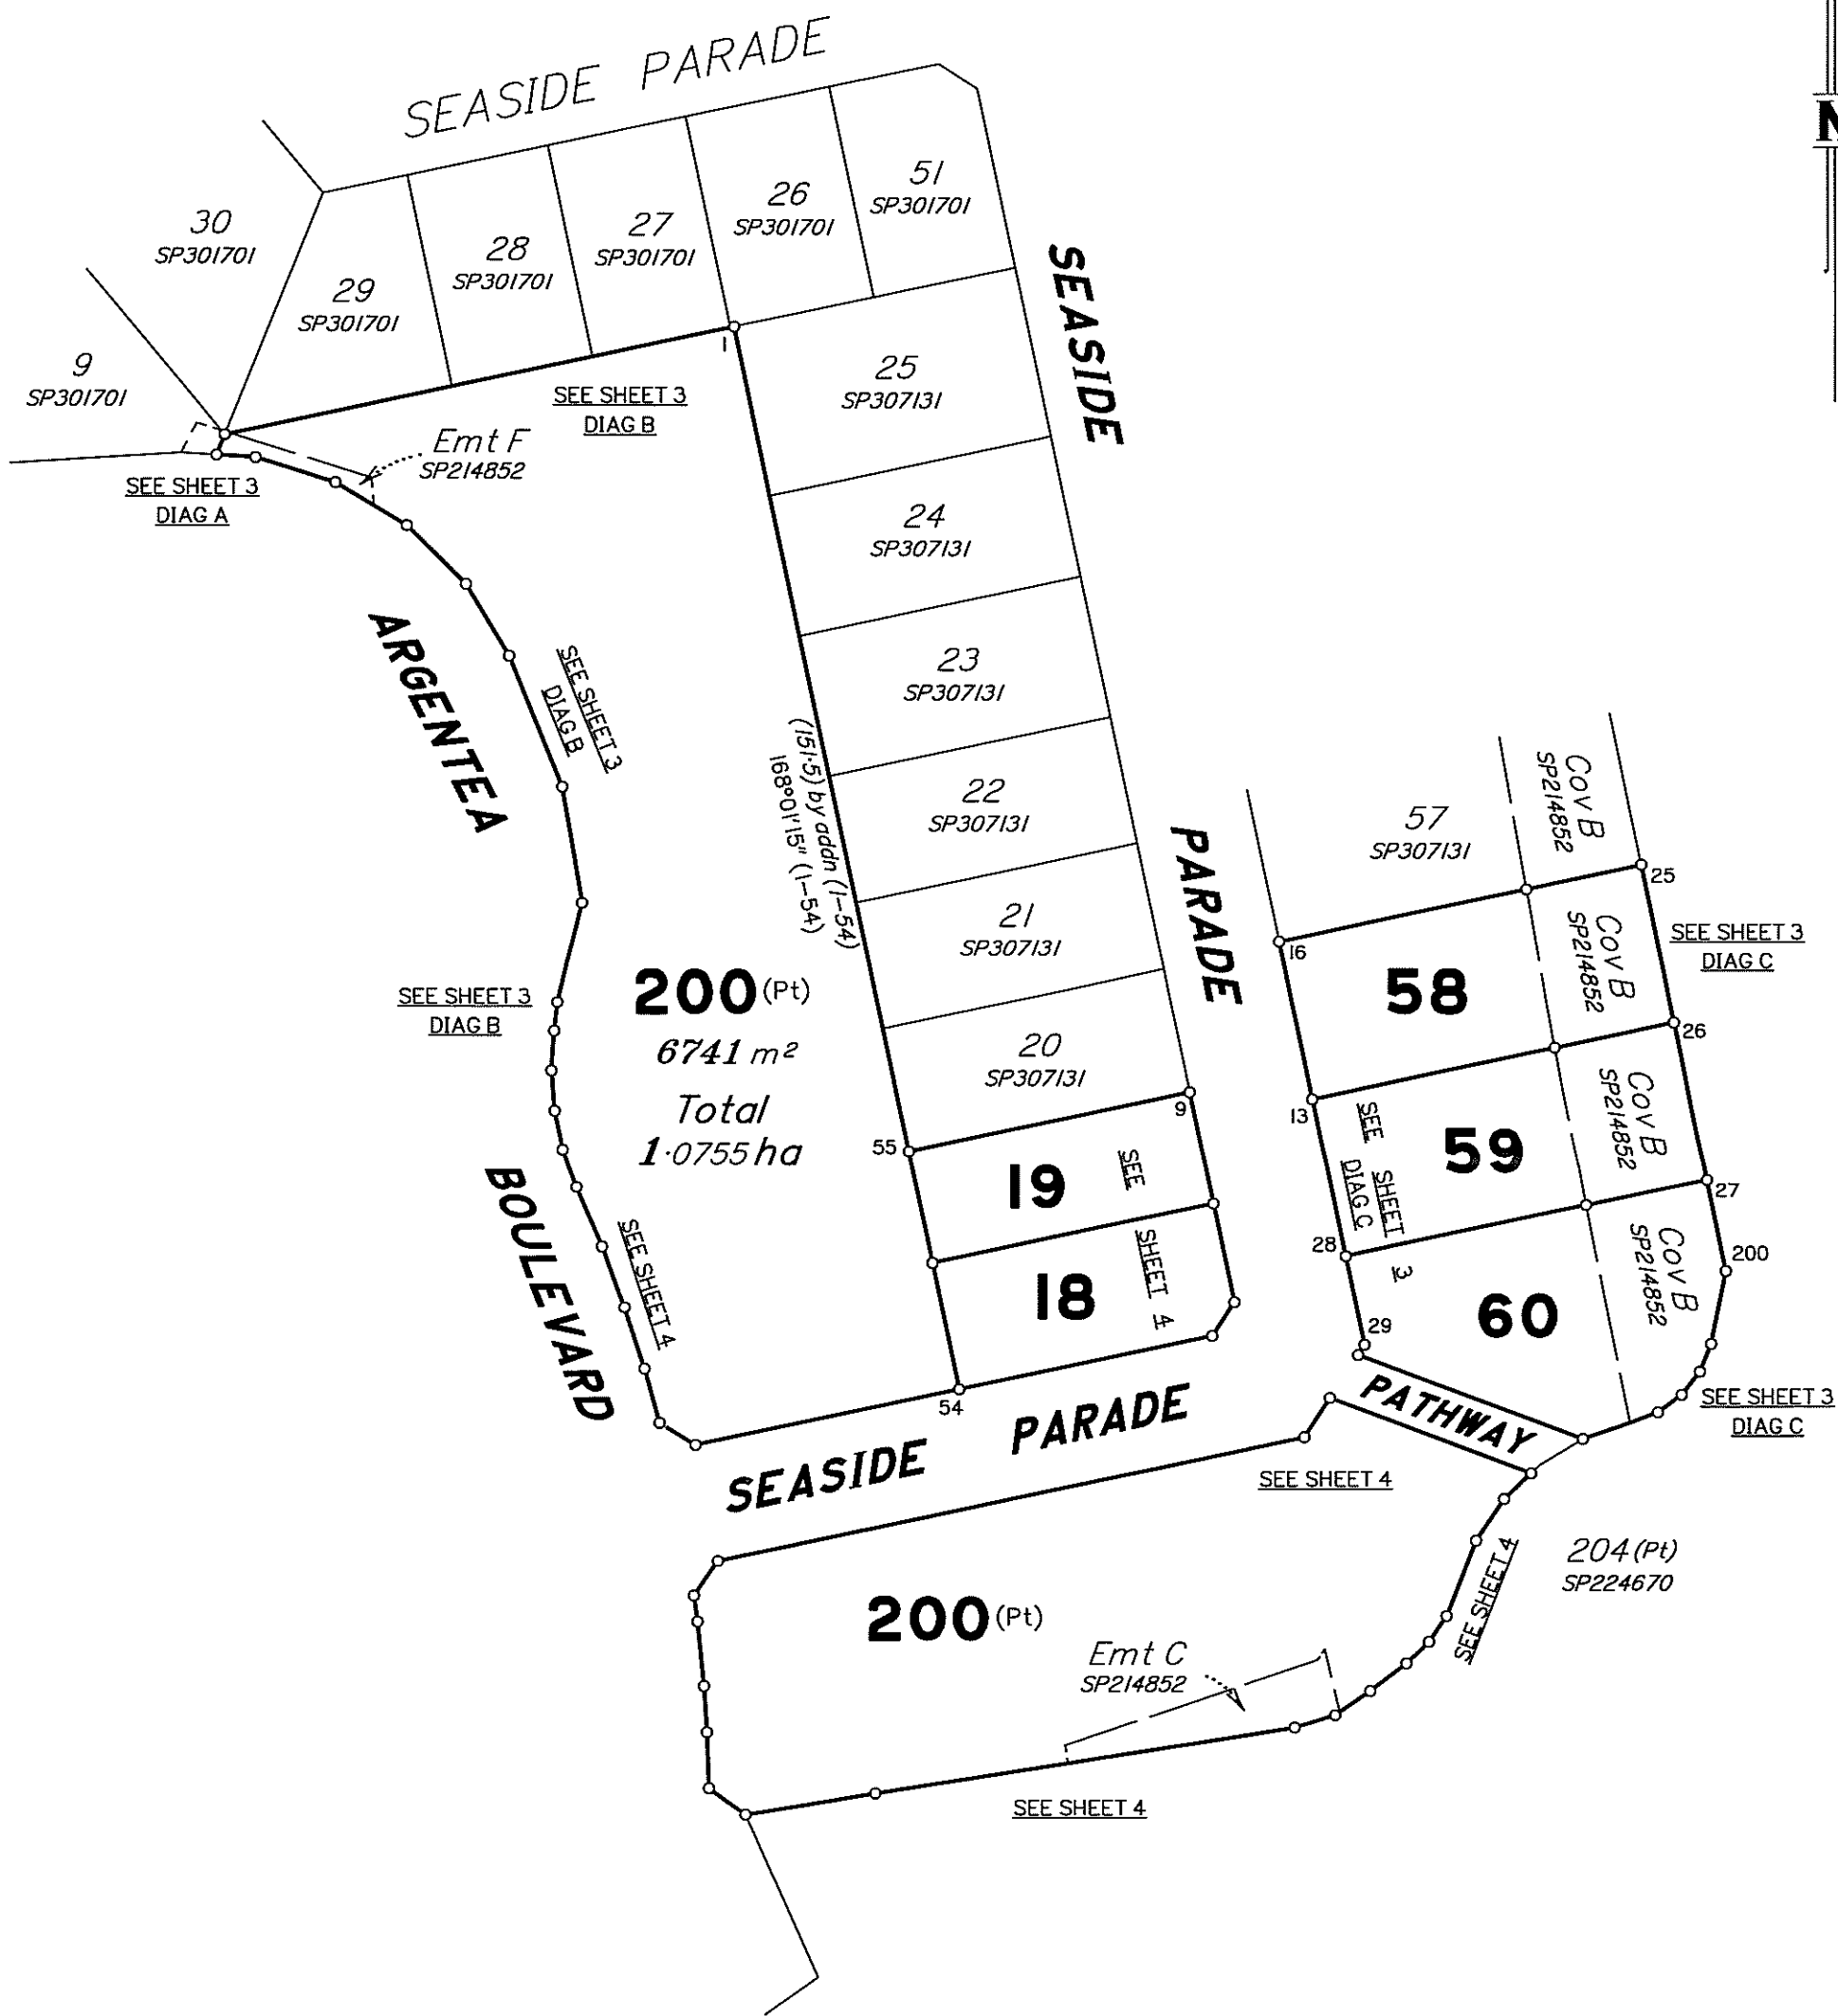 SEASIDE PARADE
N
30
SP301701
29
SP301701
28
SP301701
27
SP301701
26
SP301701
51
SP301701
9
SP301701
1
SEE SHEET 3
DIAG B
Emt F
SP214852
SEE SHEET 3
DIAG A
SEASIDE
PARADE
25
SP307131
24
SP307131
23
SP307131
22
SP307131
21
SP307131
20
SP307131
(151·5) by addn (1–54)
168°01'15" (1–54)
ARGENTEA
BOULEVARD
SEE SHEET 3
DIAG B
SEE SHEET 3
DIAG B
200 (Pt)
6741 m²
Total
1·0755 ha
SEE SHEET 4
55
9
19
18
SEE
SHEET 4
54
57
SP307131
Cov B
SP214852
25
16
58
Cov B
SP214852
SEE SHEET 3
DIAG C
26
13
59
SEE SHEET 3
DIAG C
Cov B
SP214852
27
28
60
Cov B
SP214852
200
29
SEE SHEET 3
DIAG C
PATHWAY
SEASIDE PARADE
SEE SHEET 4
204 (Pt)
SP224670
SEE SHEET 4
200 (Pt)
Emt C
SP214852
SEE SHEET 4